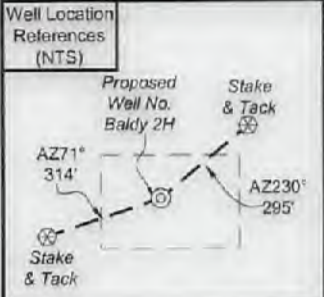 Well Location
References
(NTS)
Proposed
Well No.
Baldy 2H
Stake
& Tack
AZ71°
314'
AZ230°
295'
Stake
& Tack